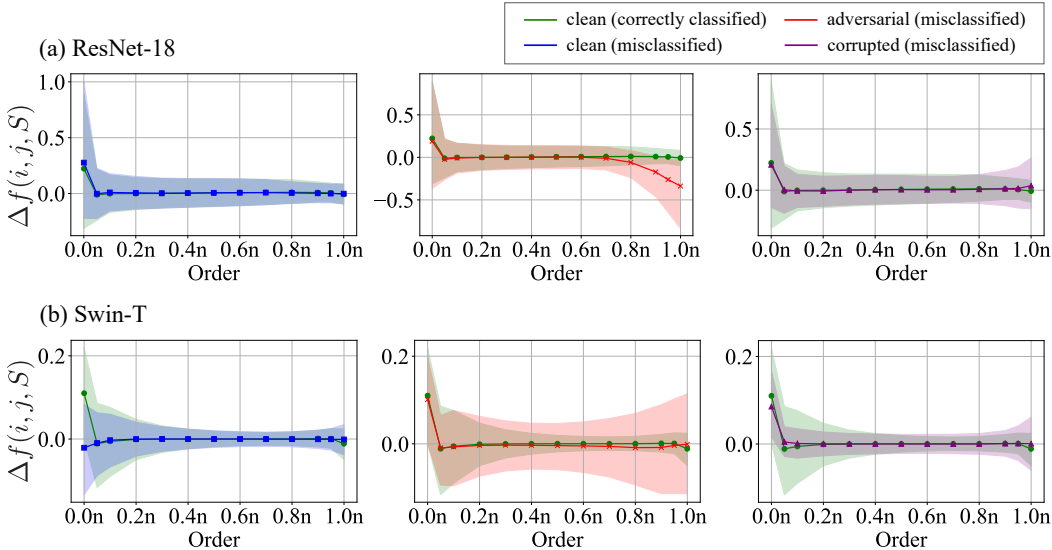 clean (correctly classified)
adversarial (misclassified)
clean (misclassified)
corrupted (misclassified)
(a) ResNet-18
Δf(i, j, S)
1.0
0.5
0.0
0.0n 0.2n 0.4n 0.6n 0.8n 1.0n
Order
0.5
0.0
−0.5
0.0n 0.2n 0.4n 0.6n 0.8n 1.0n
Order
0.5
0.0
0.0n 0.2n 0.4n 0.6n 0.8n 1.0n
Order
(b) Swin-T
Δf(i, j, S)
0.2
0.0
0.0n 0.2n 0.4n 0.6n 0.8n 1.0n
Order
0.2
0.0
0.0n 0.2n 0.4n 0.6n 0.8n 1.0n
Order
0.2
0.0
0.0n 0.2n 0.4n 0.6n 0.8n 1.0n
Order